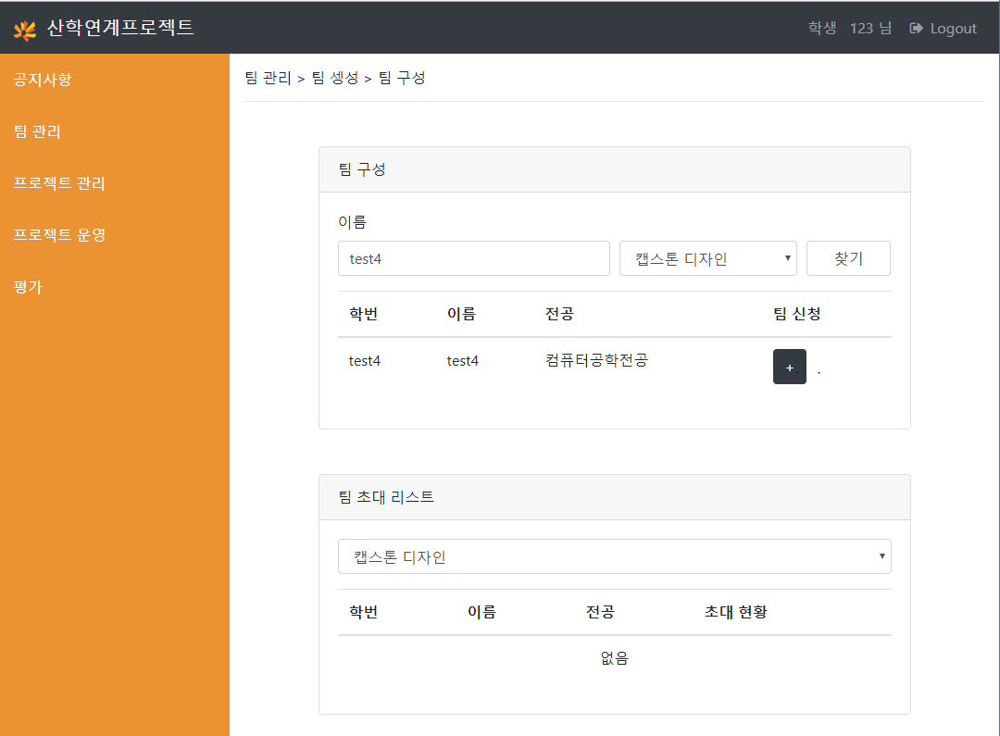 산학연계프로젝트
학생 123 님 Logout
공지사항
팀 관리
프로젝트 관리
프로젝트 운영
평가
팀 관리 > 팀 셍성 > 팀 구성
팀 구성
이름
test4 캡스톤 디자인 찾기
학번 이름 전공 팀 신청
test4 test4 컴퓨터공학전공 + .
팀 초대 리스트
캡스톤 디자인
학번 이름 전공 초대 현황
없음